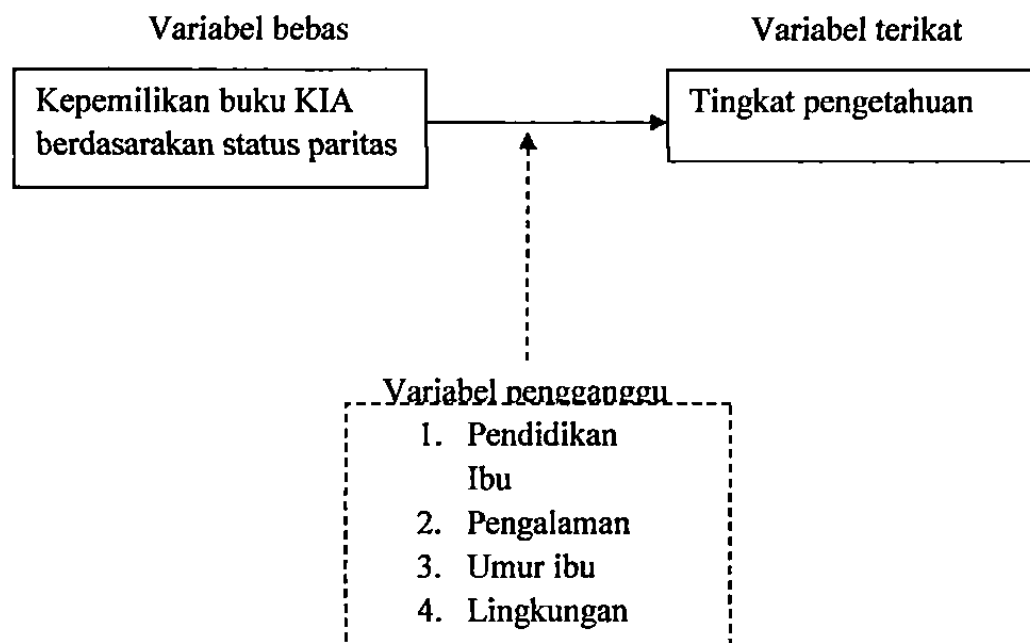 Variabel bebas
Variabel terikat
Kepemilikan buku KIA
berdasarakan status paritas
Tingkat pengetahuan
Variabel pengganggu
1. Pendidikan
Ibu
2. Pengalaman
3. Umur ibu
4. Lingkungan